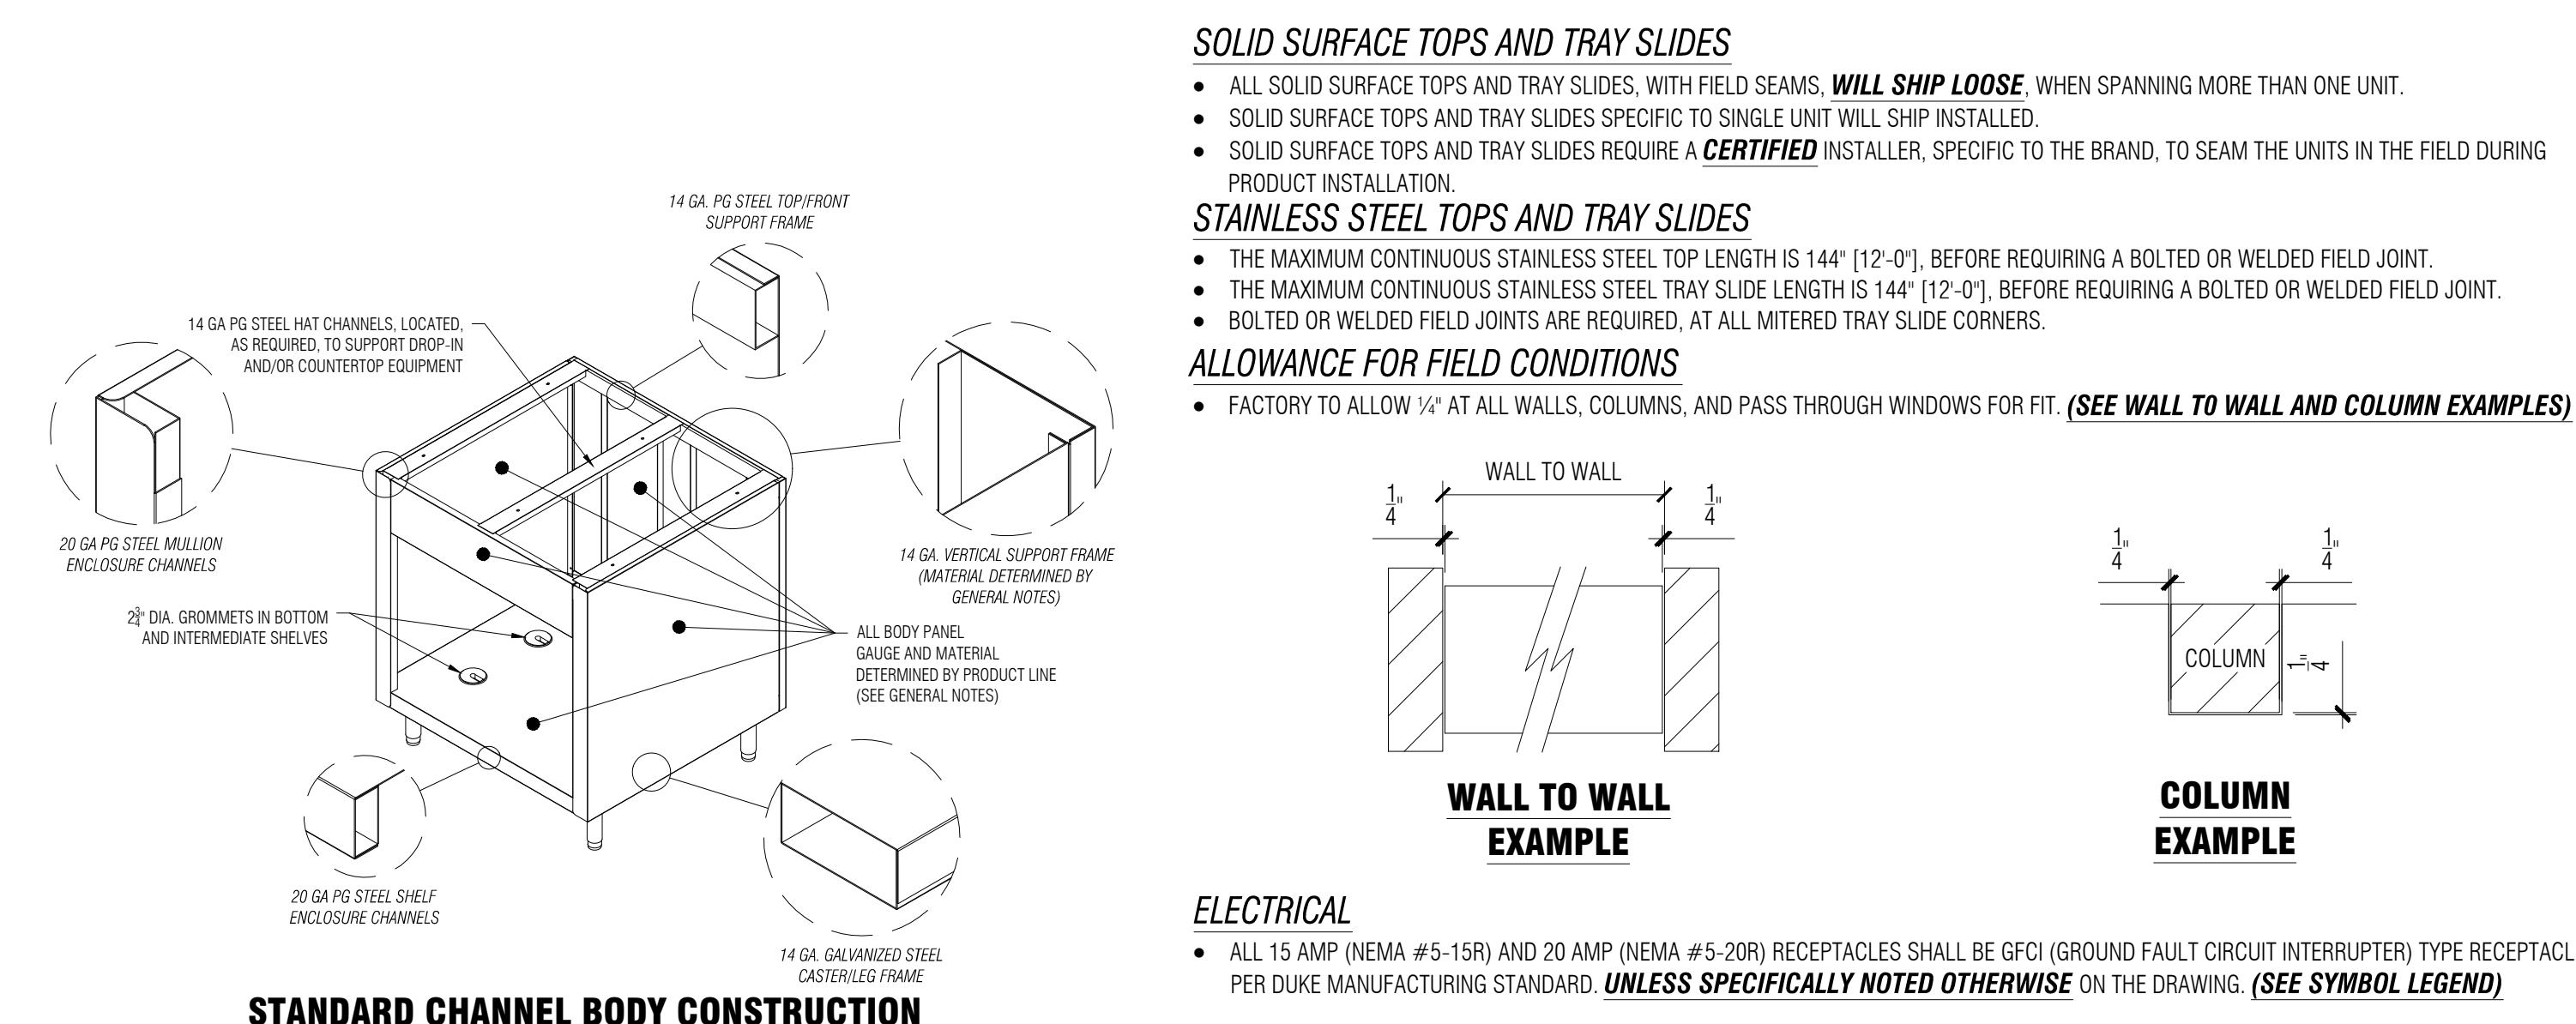 14 GA. PG STEEL TOP/FRONT
SUPPORT FRAME
14 GA PG STEEL HAT CHANNELS, LOCATED,
AS REQUIRED, TO SUPPORT DROP-IN
AND/OR COUNTERTOP EQUIPMENT
20 GA PG STEEL MULLION
ENCLOSURE CHANNELS
14 GA. VERTICAL SUPPORT FRAME
(MATERIAL DETERMINED BY
GENERAL NOTES)
2¾" DIA. GROMMETS IN BOTTOM
AND INTERMEDIATE SHELVES
ALL BODY PANEL
GAUGE AND MATERIAL
DETERMINED BY PRODUCT LINE
(SEE GENERAL NOTES)
20 GA PG STEEL SHELF
ENCLOSURE CHANNELS
14 GA. GALVANIZED STEEL
CASTER/LEG FRAME
STANDARD CHANNEL BODY CONSTRUCTION
SOLID SURFACE TOPS AND TRAY SLIDES
• ALL SOLID SURFACE TOPS AND TRAY SLIDES, WITH FIELD SEAMS, WILL SHIP LOOSE, WHEN SPANNING MORE THAN ONE UNIT.
• SOLID SURFACE TOPS AND TRAY SLIDES SPECIFIC TO SINGLE UNIT WILL SHIP INSTALLED.
• SOLID SURFACE TOPS AND TRAY SLIDES REQUIRE A CERTIFIED INSTALLER, SPECIFIC TO THE BRAND, TO SEAM THE UNITS IN THE FIELD DURING
PRODUCT INSTALLATION.
STAINLESS STEEL TOPS AND TRAY SLIDES
• THE MAXIMUM CONTINUOUS STAINLESS STEEL TOP LENGTH IS 144" [12'-0"], BEFORE REQUIRING A BOLTED OR WELDED FIELD JOINT.
• THE MAXIMUM CONTINUOUS STAINLESS STEEL TRAY SLIDE LENGTH IS 144" [12'-0"], BEFORE REQUIRING A BOLTED OR WELDED FIELD JOINT.
• BOLTED OR WELDED FIELD JOINTS ARE REQUIRED, AT ALL MITERED TRAY SLIDE CORNERS.
ALLOWANCE FOR FIELD CONDITIONS
• FACTORY TO ALLOW ¼" AT ALL WALLS, COLUMNS, AND PASS THROUGH WINDOWS FOR FIT. (SEE WALL TO WALL AND COLUMN EXAMPLES)
WALL TO WALL
¼"
¼"
WALL TO WALL
EXAMPLE
¼"
¼"
COLUMN
¼"
COLUMN
EXAMPLE
ELECTRICAL
• ALL 15 AMP (NEMA #5-15R) AND 20 AMP (NEMA #5-20R) RECEPTACLES SHALL BE GFCI (GROUND FAULT CIRCUIT INTERRUPTER) TYPE RECEPTACL
PER DUKE MANUFACTURING STANDARD. UNLESS SPECIFICALLY NOTED OTHERWISE ON THE DRAWING. (SEE SYMBOL LEGEND)